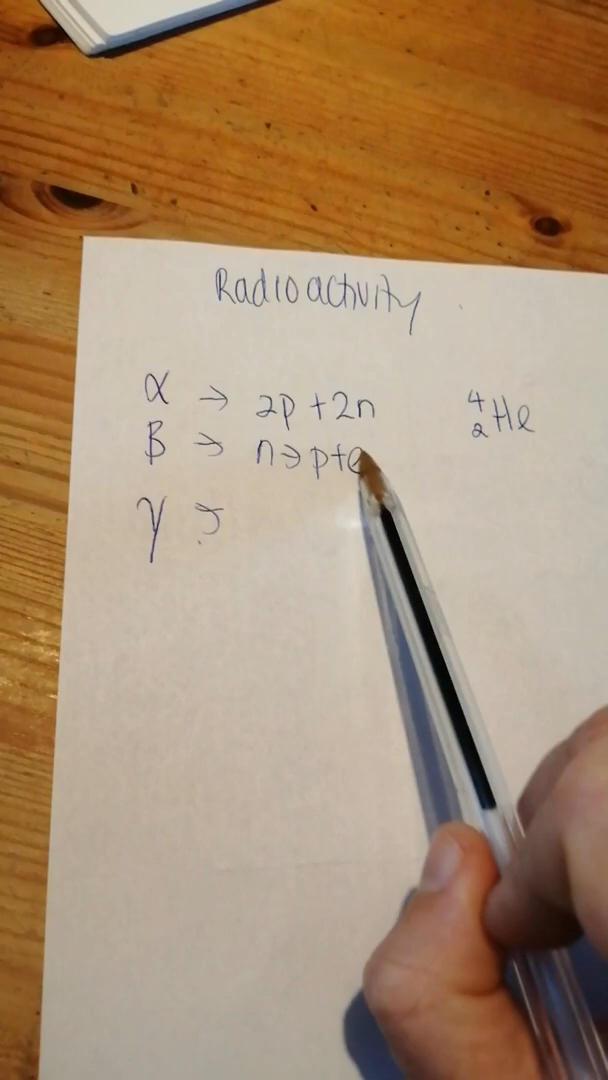 Radioactivity
α → 2p + 2n ⁴₂He
β → n → p + e
γ →